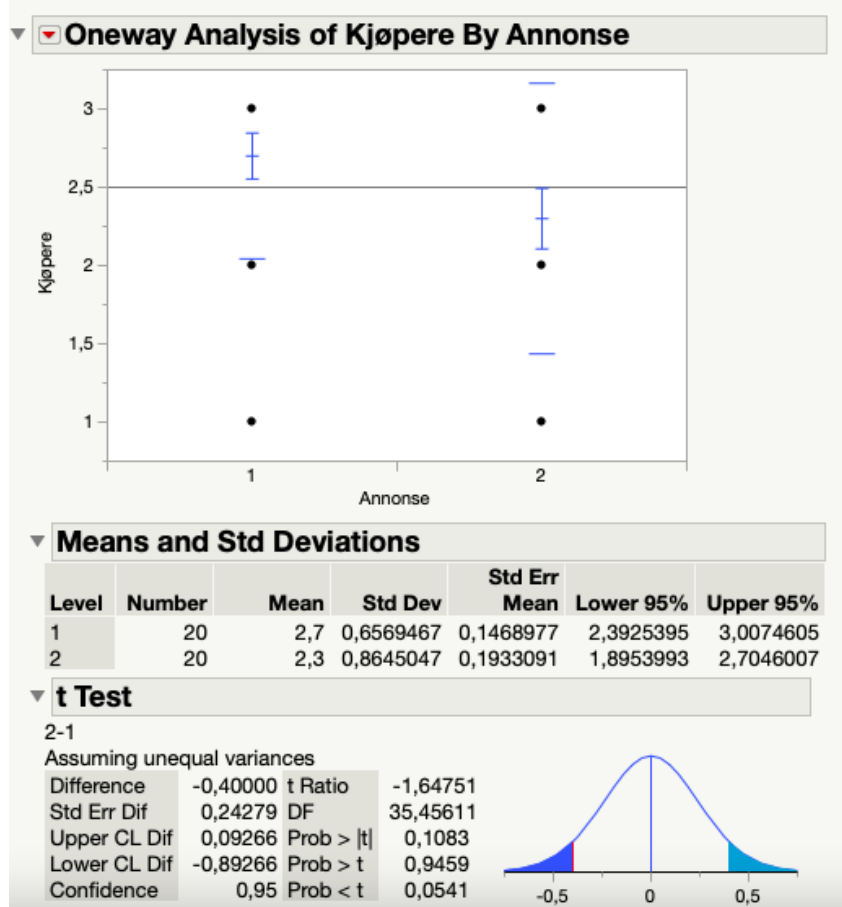 Oneway Analysis of Kjøpere By Annonse
3
2,5
2
1,5
1
Kjøpere
1 2
Annonse
Means and Std Deviations
Level Number Mean Std Dev Std Err Mean Lower 95% Upper 95%
1 20 2,7 0,6569467 0,1468977 2,3925395 3,0074605
2 20 2,3 0,8645047 0,1933091 1,8953993 2,7046007
t Test
2-1
Assuming unequal variances
Difference -0,40000 t Ratio -1,64751
Std Err Dif 0,24279 DF 35,45611
Upper CL Dif 0,09266 Prob > |t| 0,1083
Lower CL Dif -0,89266 Prob > t 0,9459
Confidence 0,95 Prob < t 0,0541
-0,5 0 0,5